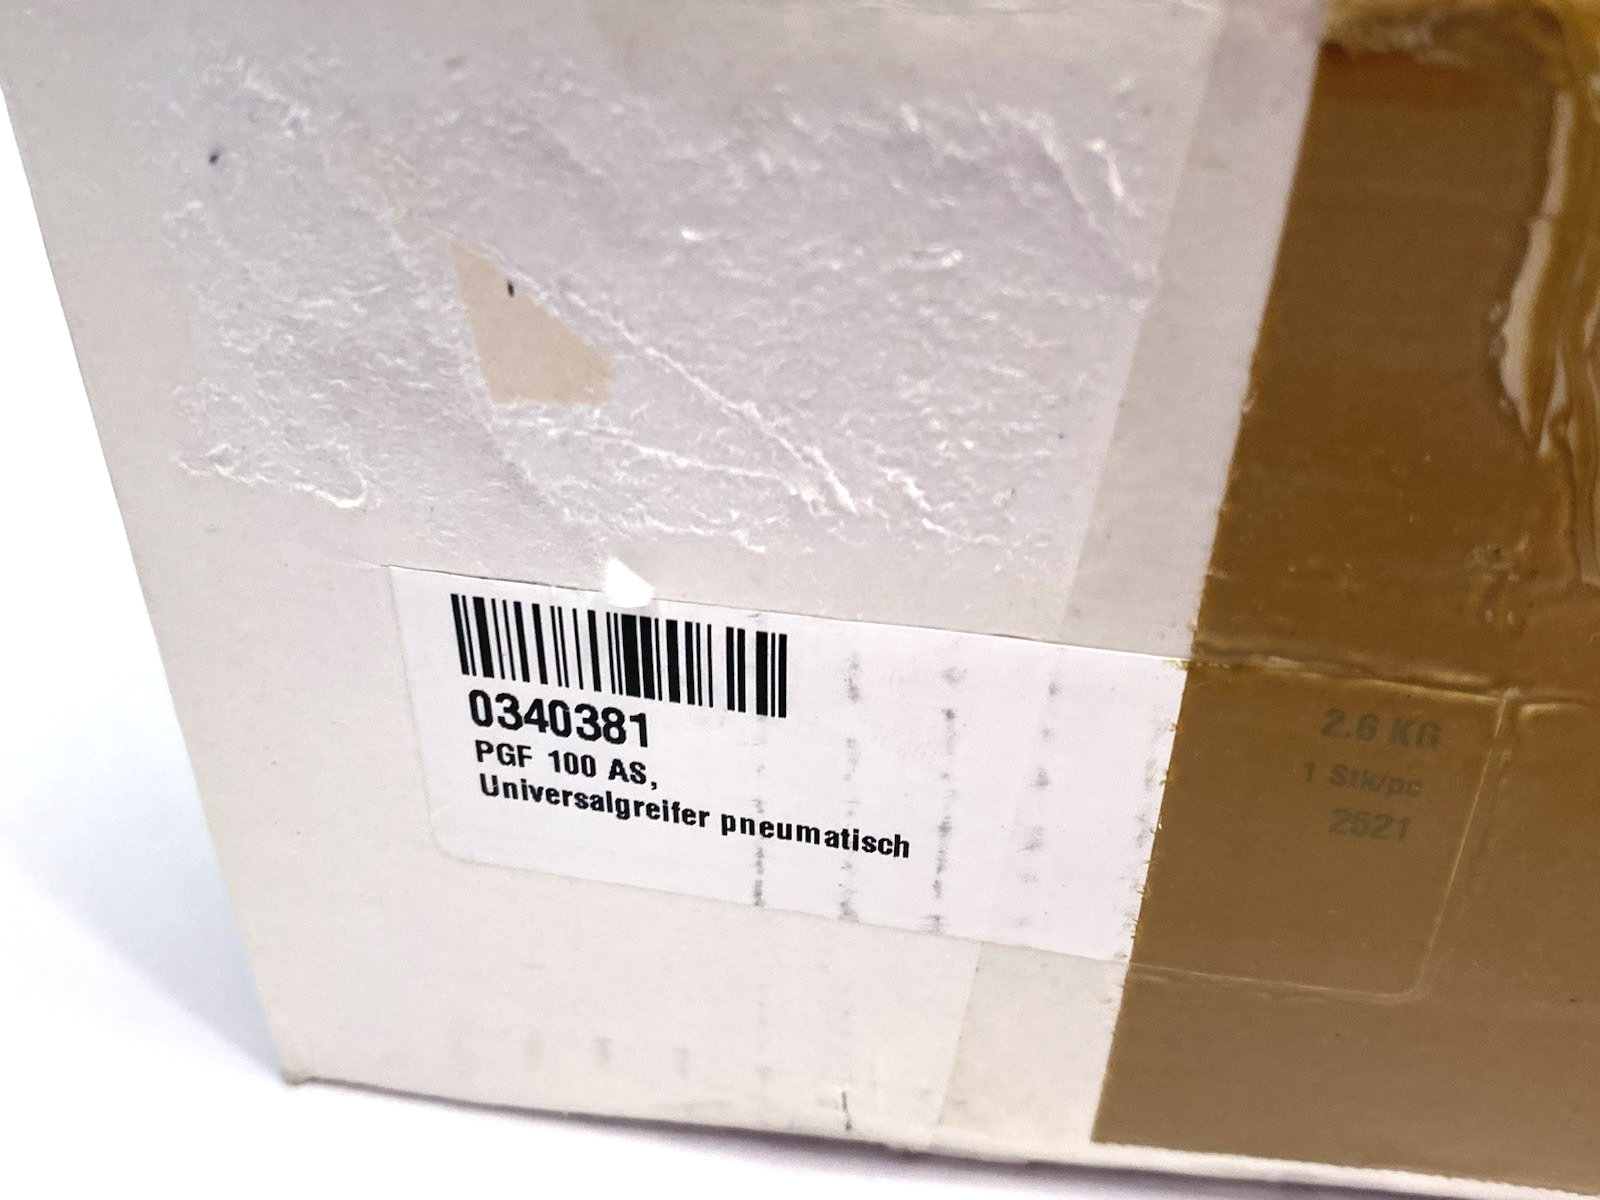 0340381
PGF 100 AS,
Universalgreifer pneumatisch
2.6 KG
1 Stk/pc
2521